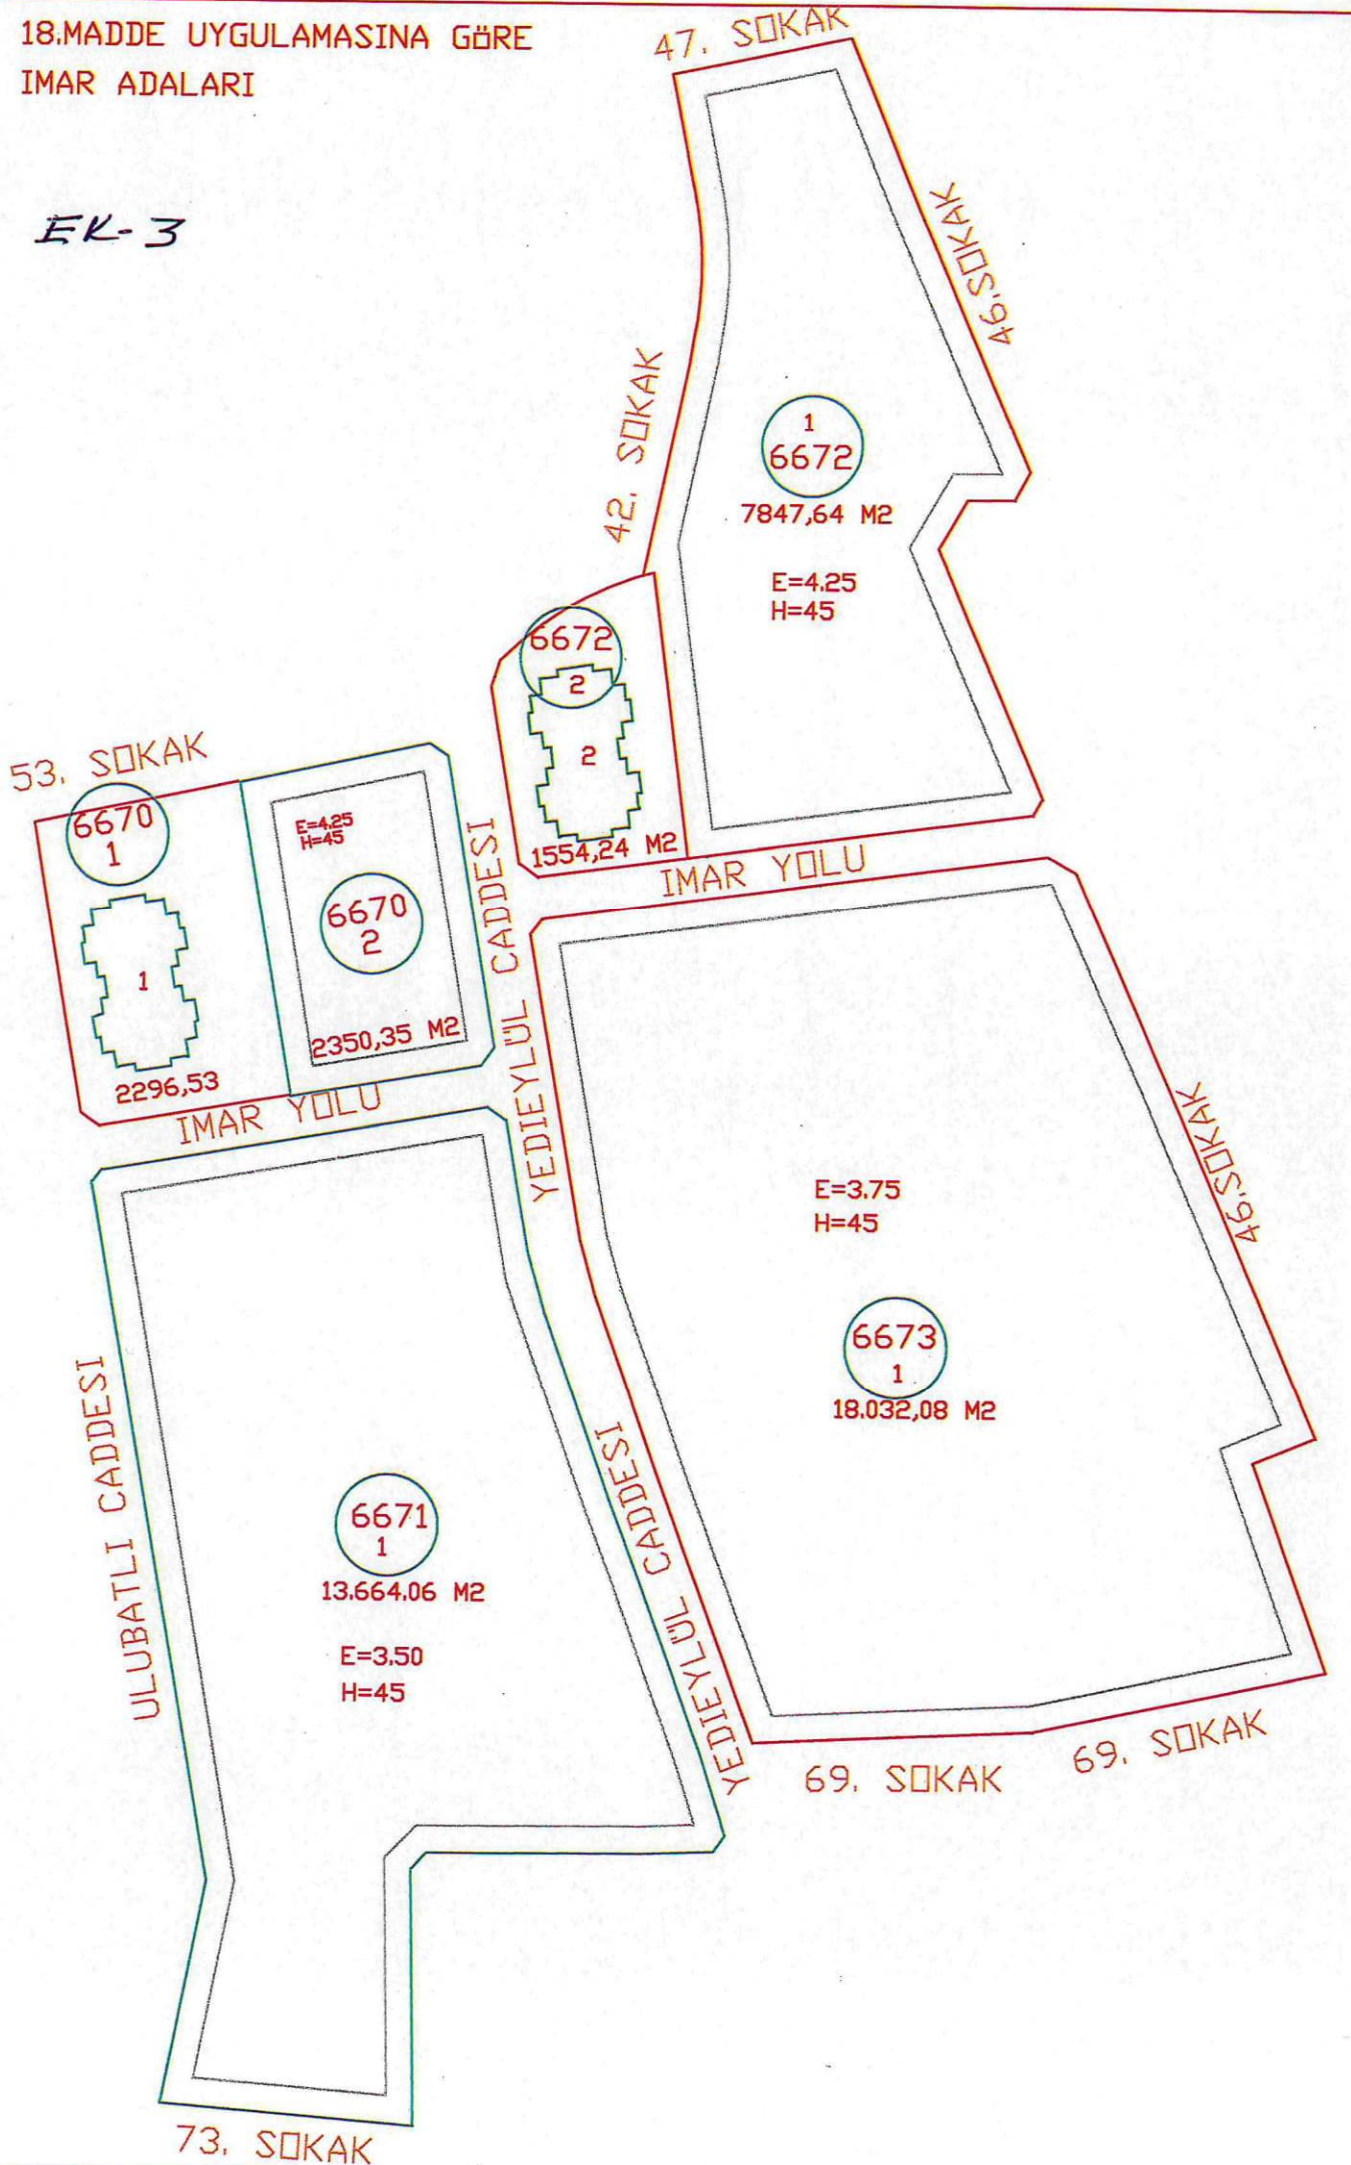 18.MADDE UYGULAMASINA GÖRE
IMAR ADALARI
EK-3
47. SOKAK
46.SOKAK
42. SOKAK
1
6672
7847,64 M2
E=4.25
H=45
6672
2
2
1554,24 M2
53. SOKAK
6670
1
1
2296,53
E=4.25
H=45
6670
2
2350,35 M2
YEDIEYLÜL CADDESI
IMAR YOLU
IMAR YOLU
E=3.75
H=45
6673
1
18.032,08 M2
46.SOKAK
ULUBATLI CADDESI
6671
1
13.664.06 M2
E=3.50
H=45
YEDIEYLÜL CADDESI
69. SOKAK
69. SOKAK
73. SOKAK